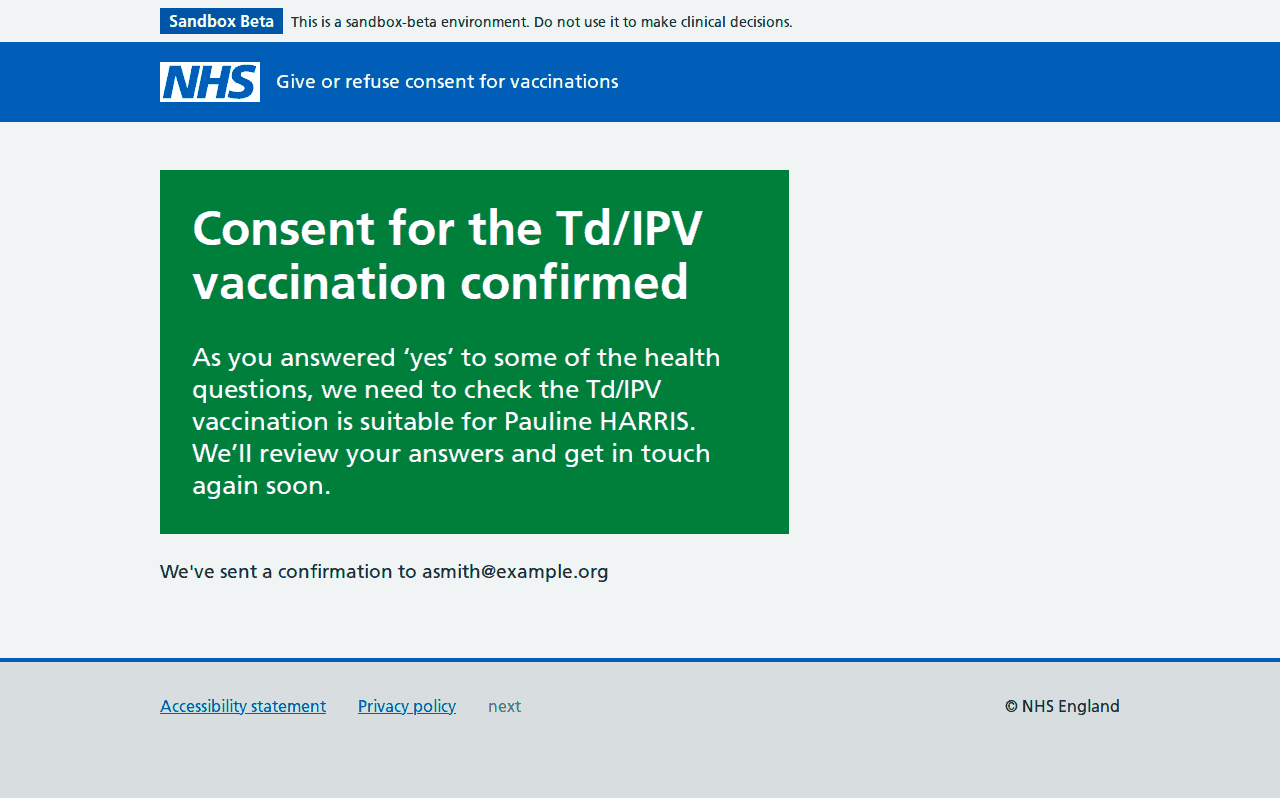 Sandbox Beta This is a sandbox-beta environment. Do not use it to make clinical decisions.
NHS Give or refuse consent for vaccinations
Consent for the Td/IPV
vaccination confirmed
As you answered ‘yes’ to some of the health
questions, we need to check the Td/IPV
vaccination is suitable for Pauline HARRIS.
We’ll review your answers and get in touch
again soon.
We've sent a confirmation to asmith@example.org
Accessibility statement Privacy policy next © NHS England